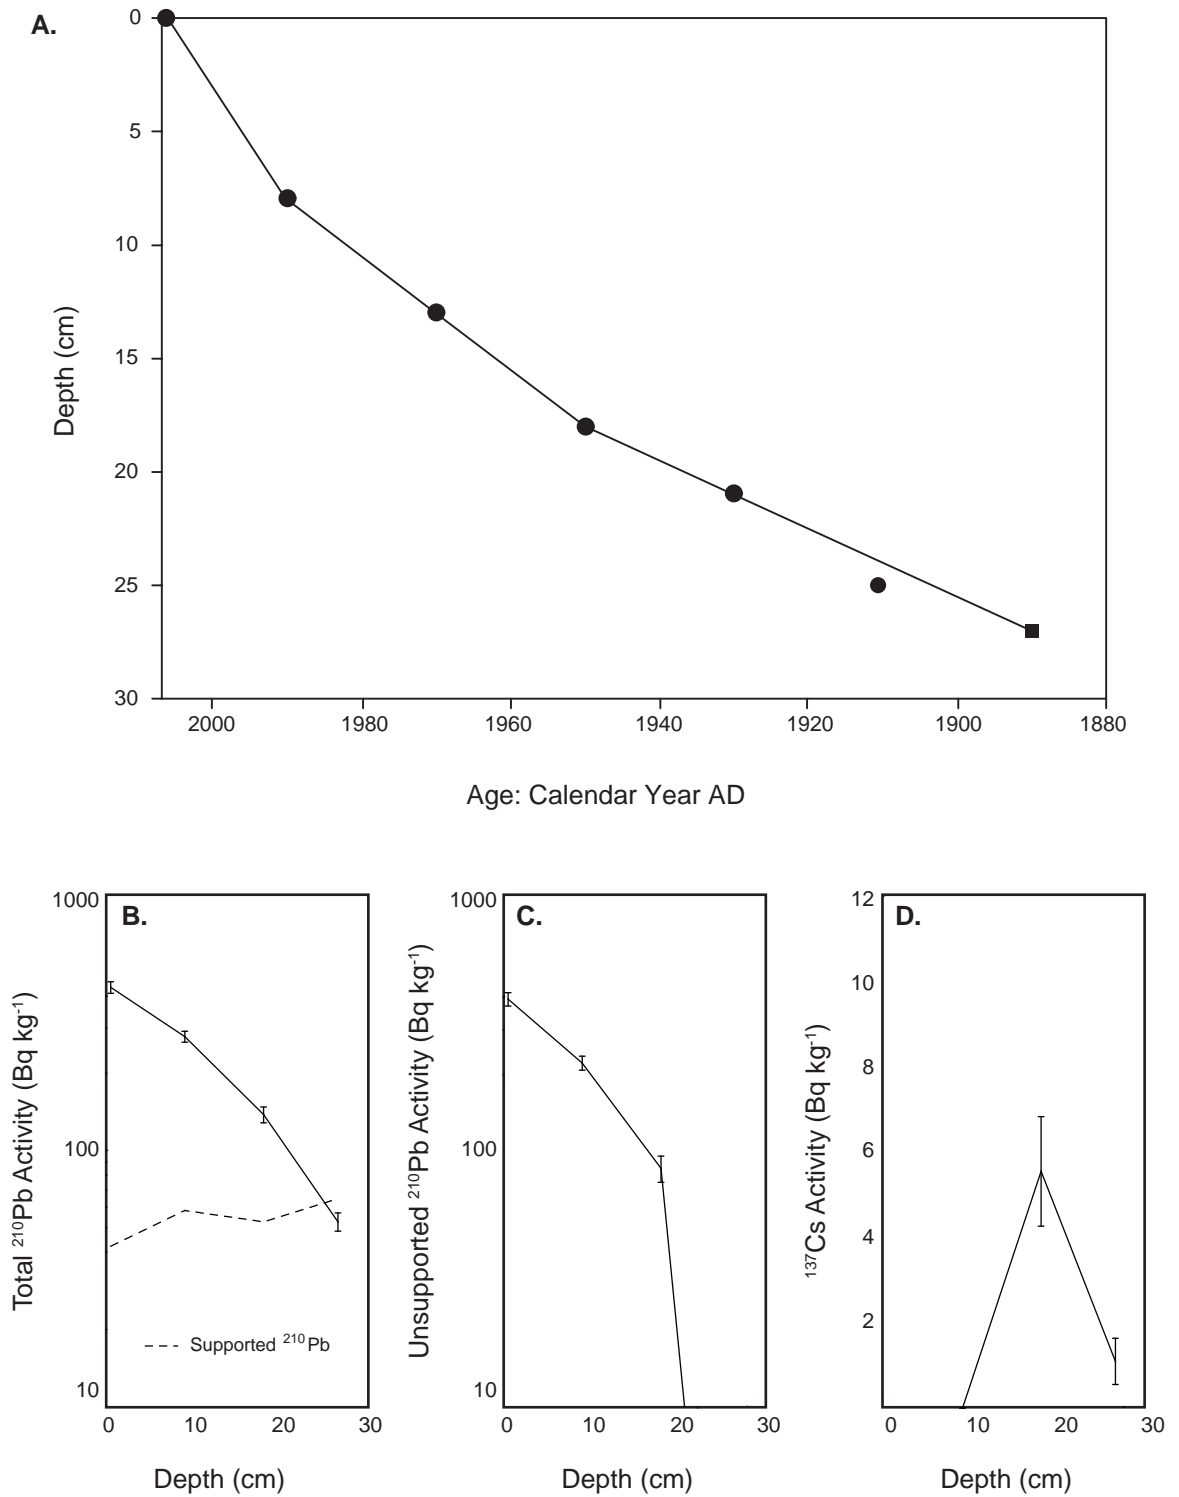 A.
0
5
10
15
20
25
30
Depth (cm)
2000 1980 1960 1940 1920 1900 1880
Age: Calendar Year AD
B.
1000
100
10
Total ²¹⁰Pb Activity (Bq kg⁻¹)
Supported ²¹⁰Pb
0 10 20 30
Depth (cm)
C.
1000
100
10
Unsupported ²¹⁰Pb Activity (Bq kg⁻¹)
0 10 20 30
Depth (cm)
D.
12
10
8
6
4
2
¹³⁷Cs Activity (Bq kg⁻¹)
0 10 20 30
Depth (cm)